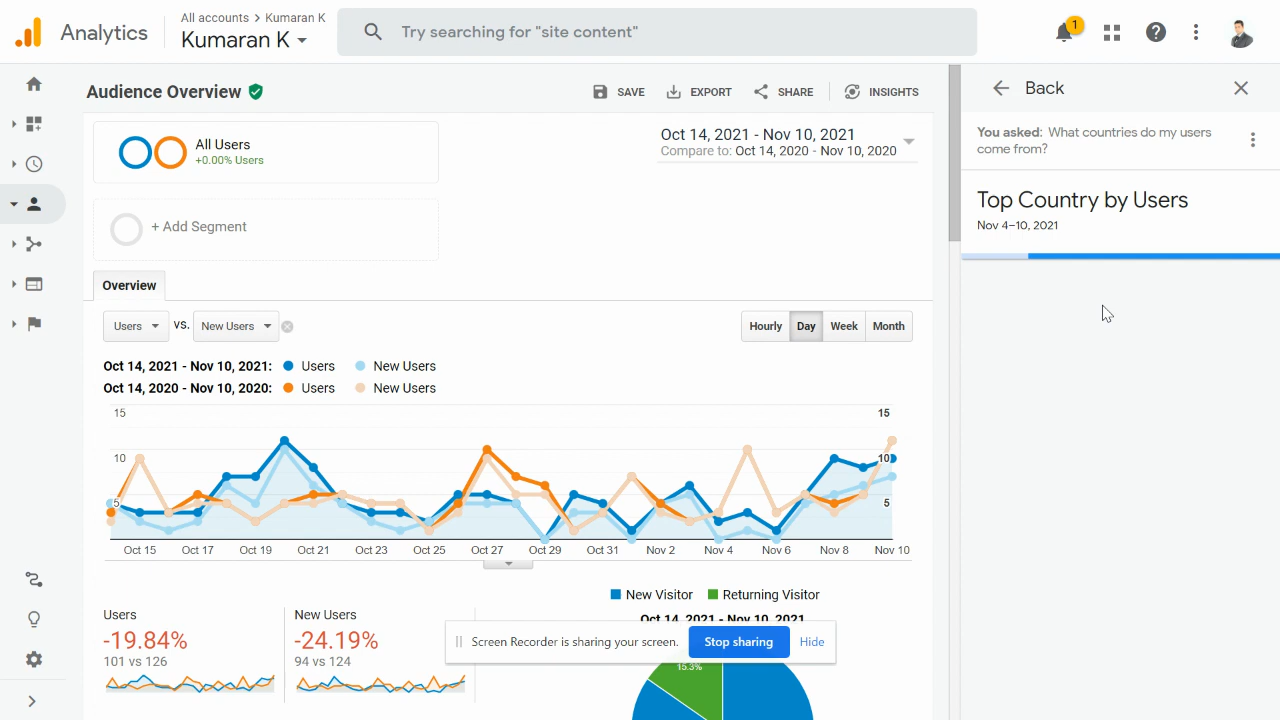 Analytics
All accounts > Kumaran K
Kumaran K
Try searching for "site content"
1
Audience Overview
SAVE
EXPORT
SHARE
INSIGHTS
All Users
+0.00% Users
Oct 14, 2021 - Nov 10, 2021
Compare to: Oct 14, 2020 - Nov 10, 2020
+ Add Segment
Overview
Users
vs.
New Users
Hourly
Day
Week
Month
Oct 14, 2021 - Nov 10, 2021:
Users
New Users
Oct 14, 2020 - Nov 10, 2020:
Users
New Users
15
15
10
10
5
5
Oct 15
Oct 17
Oct 19
Oct 21
Oct 23
Oct 25
Oct 27
Oct 29
Oct 31
Nov 2
Nov 4
Nov 6
Nov 8
Nov 10
Users
-19.84%
101 vs 126
New Users
-24.19%
94 vs 124
New Visitor
Returning Visitor
Oct 14, 2021 - Nov 10, 2021
15.3%
Screen Recorder is sharing your screen.
Stop sharing
Hide
Back
You asked: What countries do my users
come from?
Top Country by Users
Nov 4–10, 2021